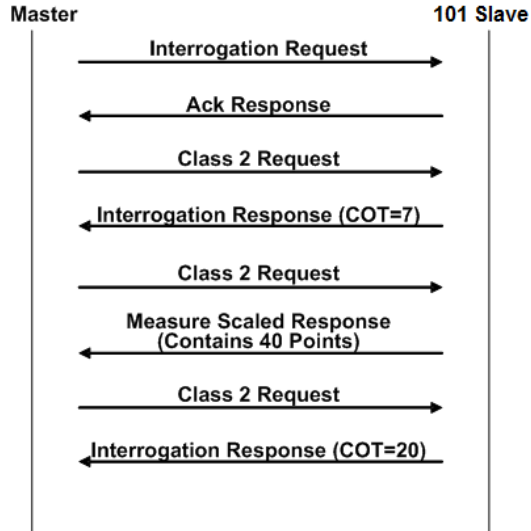 Master
101 Slave
Interrogation Request
Ack Response
Class 2 Request
Interrogation Response (COT=7)
Class 2 Request
Measure Scaled Response
(Contains 40 Points)
Class 2 Request
Interrogation Response (COT=20)